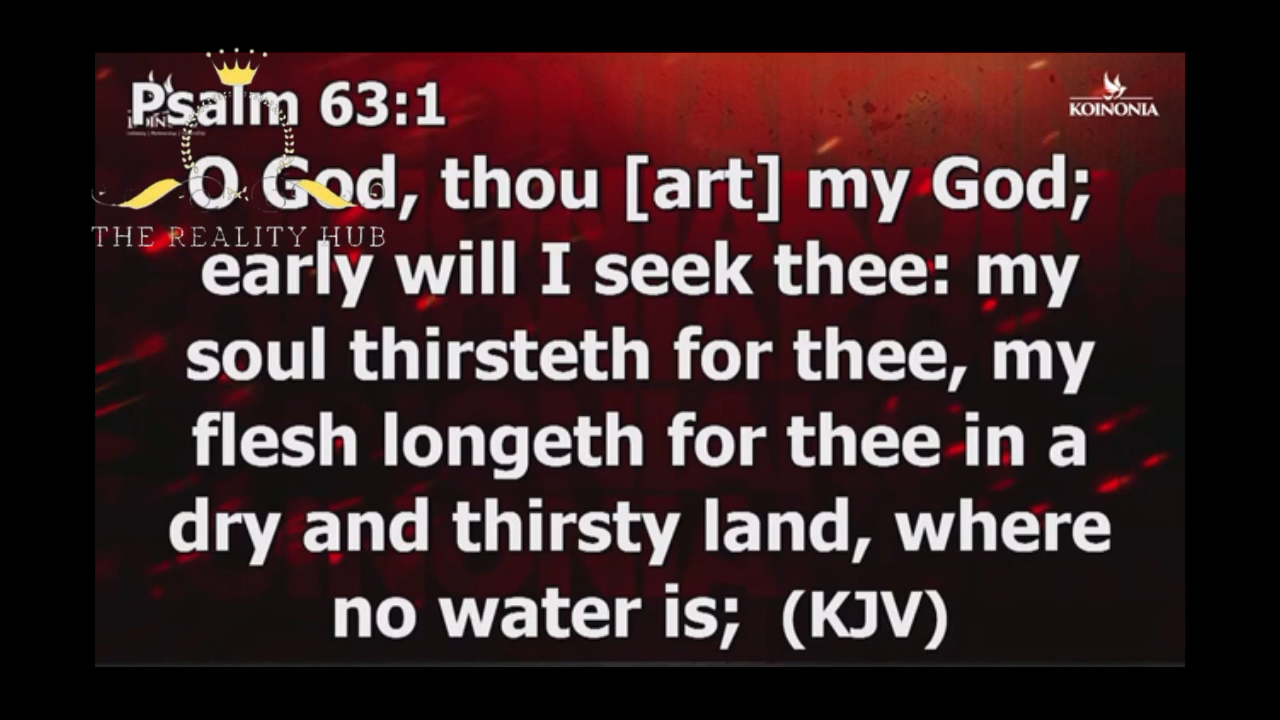 Psalm 63:1
KOINONIA
O God, thou [art] my God;
THE REALITY HUB
early will I seek thee: my
soul thirsteth for thee, my
flesh longeth for thee in a
dry and thirsty land, where
no water is; (KJV)